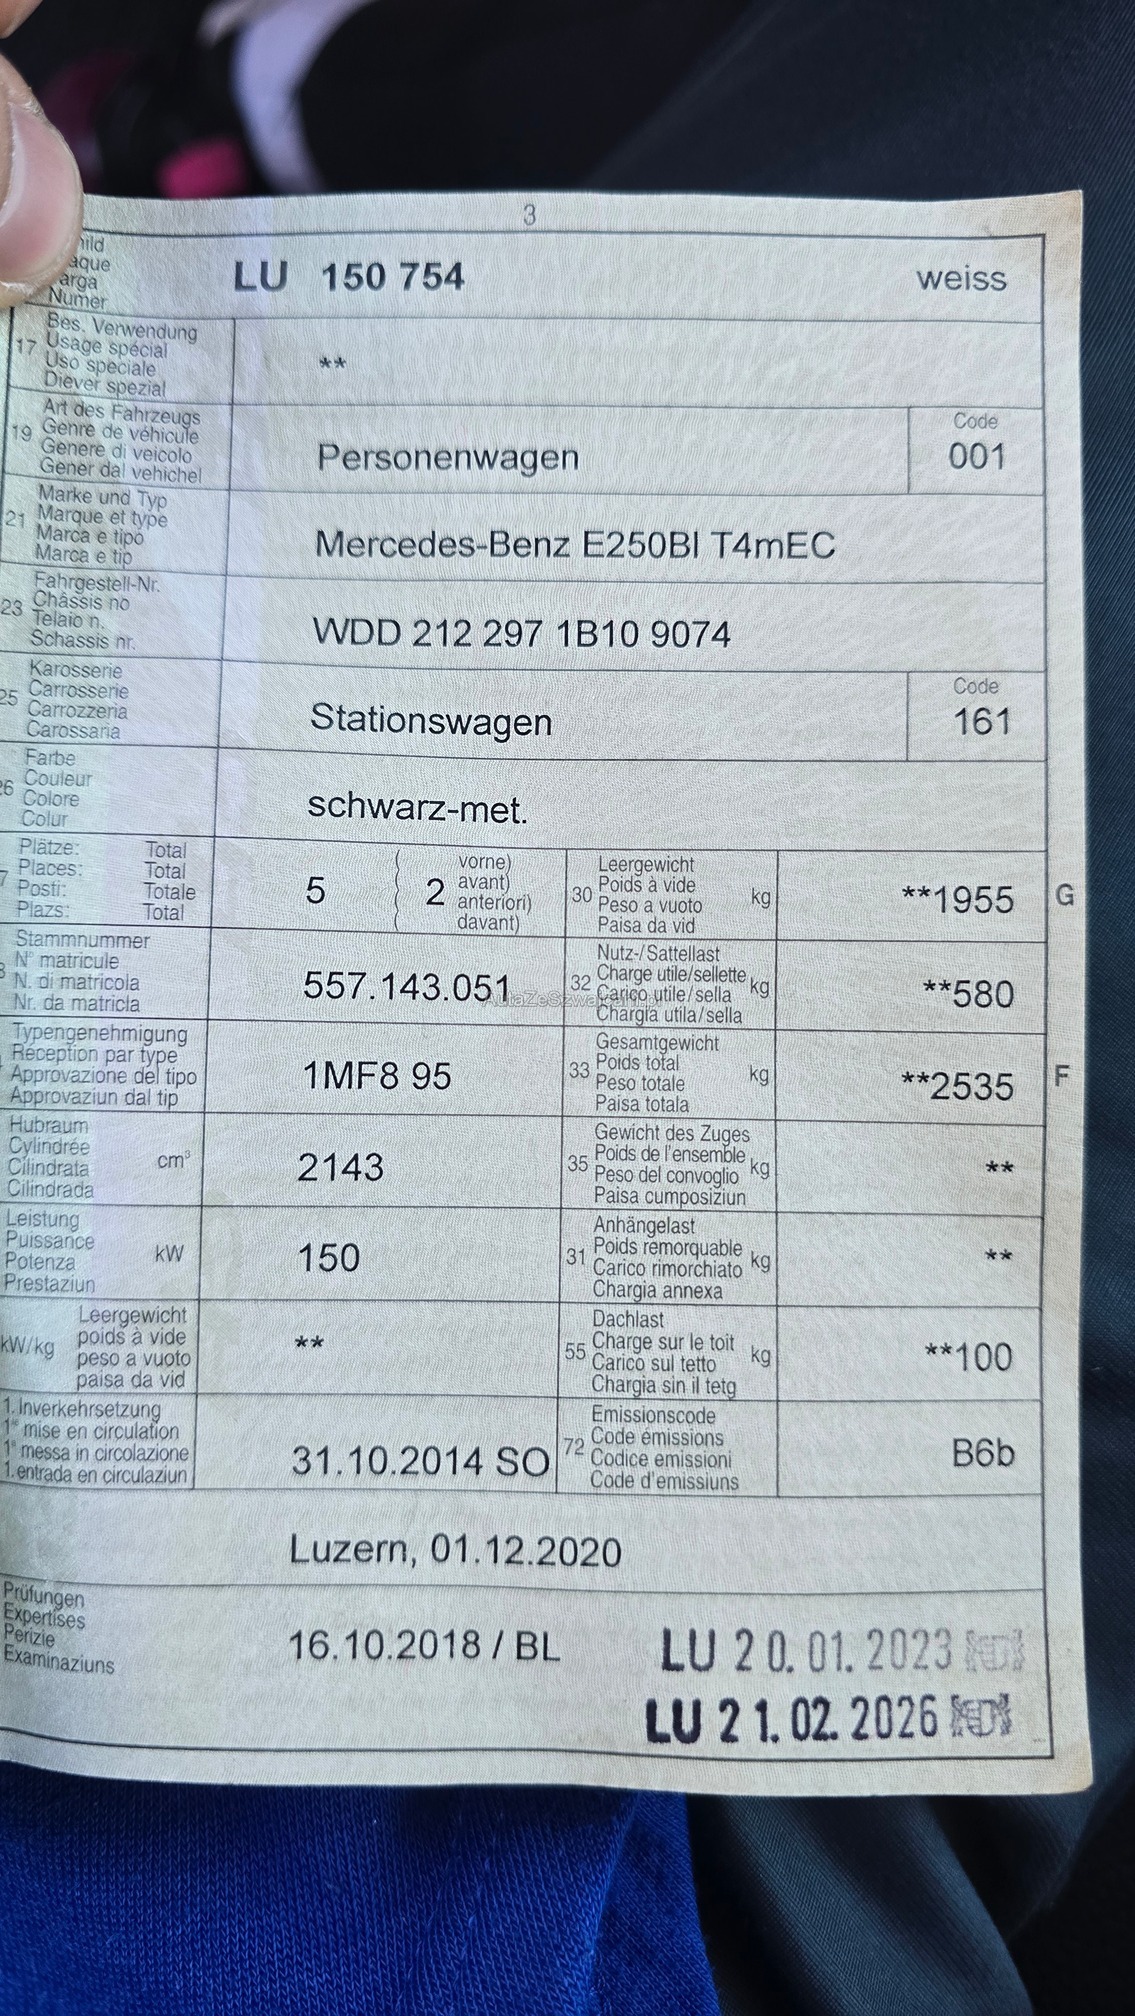 3
hild
aque
arga
Numer
LU 150 754
weiss
17
Bes. Verwendung
Usage spécial
Uso speciale
Diever spezial
**
19
Art des Fahrzeugs
Genre de véhicule
Genere di veicolo
Gener dal vehichel
Personenwagen
Code
001
21
Marke und Typ
Marque et type
Marca e tipo
Marca e tip
Mercedes-Benz E250BI T4mEC
23
Fahrgestell-Nr.
Châssis no
Telaio n.
Schassis nr.
WDD 212 297 1B10 9074
25
Karosserie
Carrosserie
Carrozzeria
Carossaria
Stationswagen
Code
161
26
Farbe
Couleur
Colore
Colur
schwarz-met.
7
Plätze: Total
Places: Total
Posti: Totale
Plazs: Total
5 ( 2
vorne)
avant)
anteriori)
davant)
30
Leergewicht
Poids à vide
Peso a vuoto
Paisa da vid
kg
**1955
G
Stammnummer
N° matricule
N. di matricola
Nr. da matricla
557.143.051
32
Nutz-/Sattellast
Charge utile/sellette
Carico utile/sella
Chargia utila/sella
kg
**580
Typengenehmigung
Réception par type
Approvazione del tipo
Approvaziun dal tip
1MF8 95
33
Gesamtgewicht
Poids total
Peso totale
Paisa totala
kg
**2535
F
Hubraum
Cylindrée
Cilindrata
Cilindrada
cm³
2143
35
Gewicht des Zuges
Poids de l'ensemble
Peso del convoglio
Paisa cumposiziun
kg
**
Leistung
Puissance
Potenza
Prestaziun
kW
150
31
Anhängelast
Poids remorquable
Carico rimorchiato
Chargia annexa
kg
**
kW/kg
Leergewicht
poids à vide
peso a vuoto
paisa da vid
**
55
Dachlast
Charge sur le toit
Carico sul tetto
Chargia sin il tetg
kg
**100
1. Inverkehrsetzung
1re mise en circulation
1a messa in circolazione
1. entrada en circulaziun
31.10.2014 SO
72
Emissionscode
Code émissions
Codice emissioni
Code d'emissiuns
B6b
Luzern, 01.12.2020
Prüfungen
Expertises
Perizie
Examinaziuns
16.10.2018 / BL
LU 20. 01. 2023
LU 21. 02. 2026